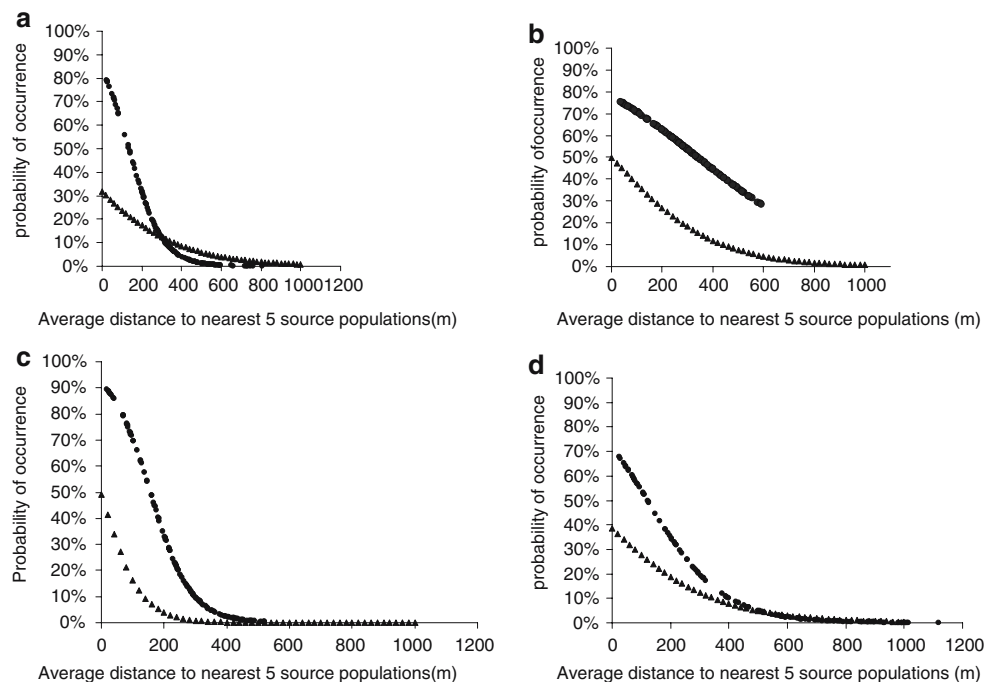 a
100%
90%
80%
70%
60%
50%
40%
30%
20%
10%
0%
probability of occurrence
0 200 400 600 800 10001200
Average distance to nearest 5 source populations(m)
b
100%
90%
80%
70%
60%
50%
40%
30%
20%
10%
0%
probability ofoccurrence
0 200 400 600 800 1000
Average distance to nearest 5 source populations (m)
c
100%
90%
80%
70%
60%
50%
40%
30%
20%
10%
0%
Probability of occurrence
0 200 400 600 800 1000 1200
Average distance to nearest 5 source populations(m)
d
100%
90%
80%
70%
60%
50%
40%
30%
20%
10%
0%
probability of occurrence
0 200 400 600 800 1000 1200
Average distance to nearest 5 source populations (m)